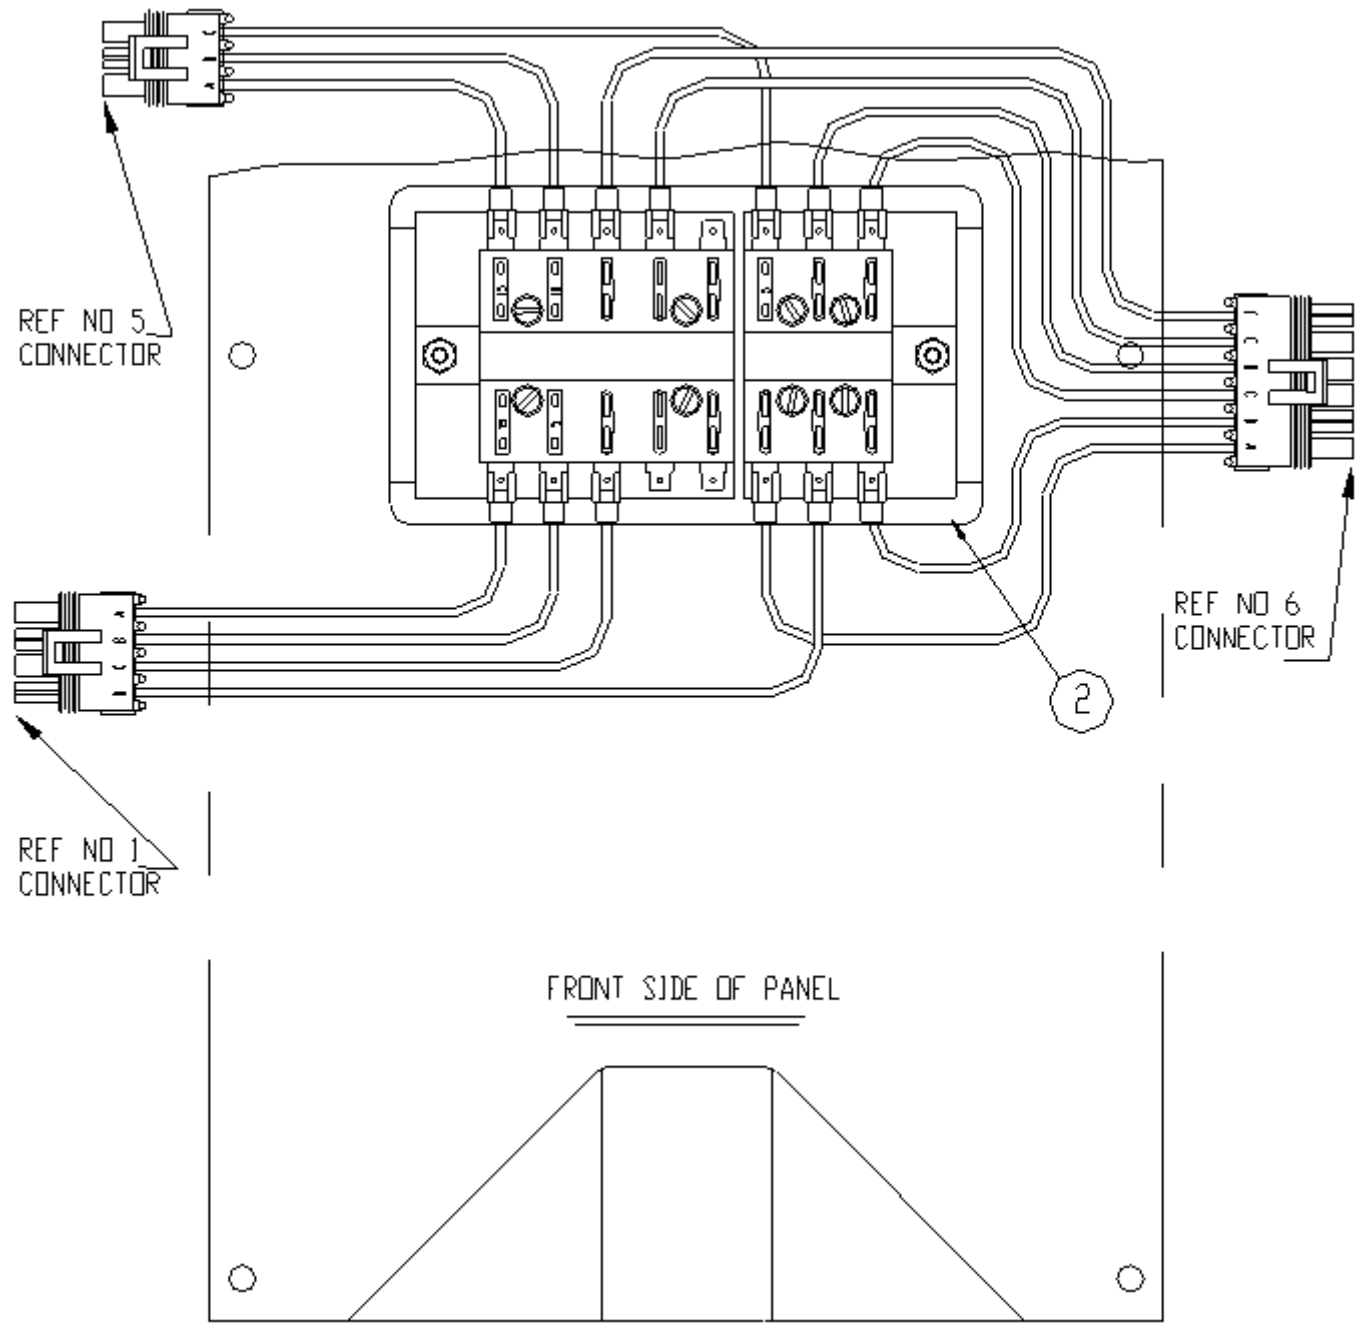 C
A
REF NO 5
CONNECTOR
REF NO 6
CONNECTOR
A
B
C
2
REF NO 1
CONNECTOR
FRONT SIDE OF PANEL